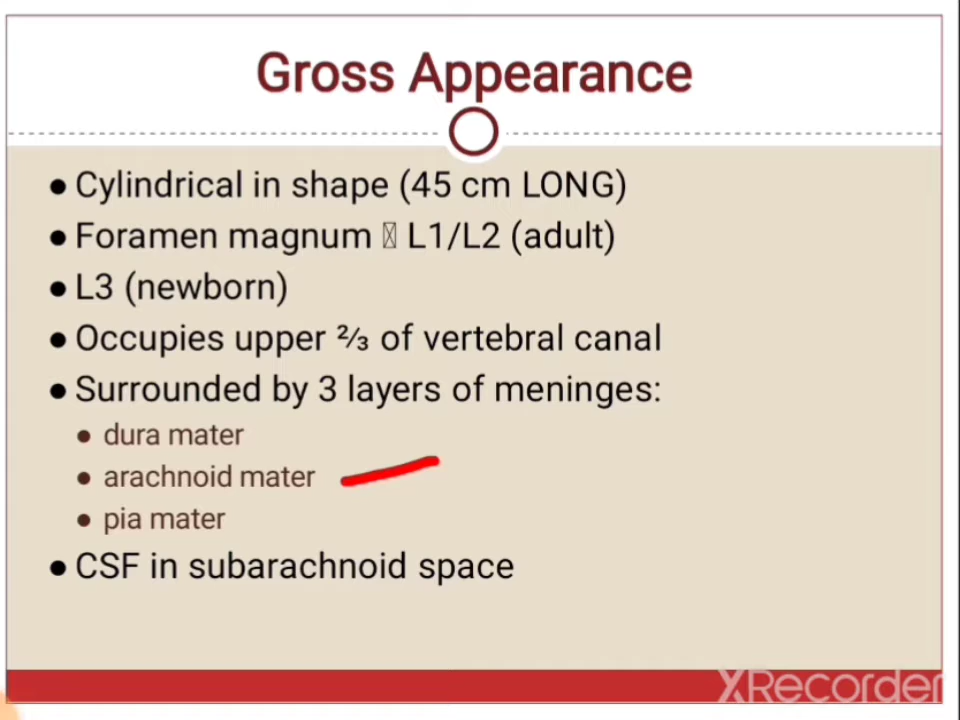 Gross Appearance
● Cylindrical in shape (45 cm LONG)
● Foramen magnum  L1/L2 (adult)
● L3 (newborn)
● Occupies upper ⅔ of vertebral canal
● Surrounded by 3 layers of meninges:
● dura mater
● arachnoid mater
● pia mater
● CSF in subarachnoid space
XRecorder